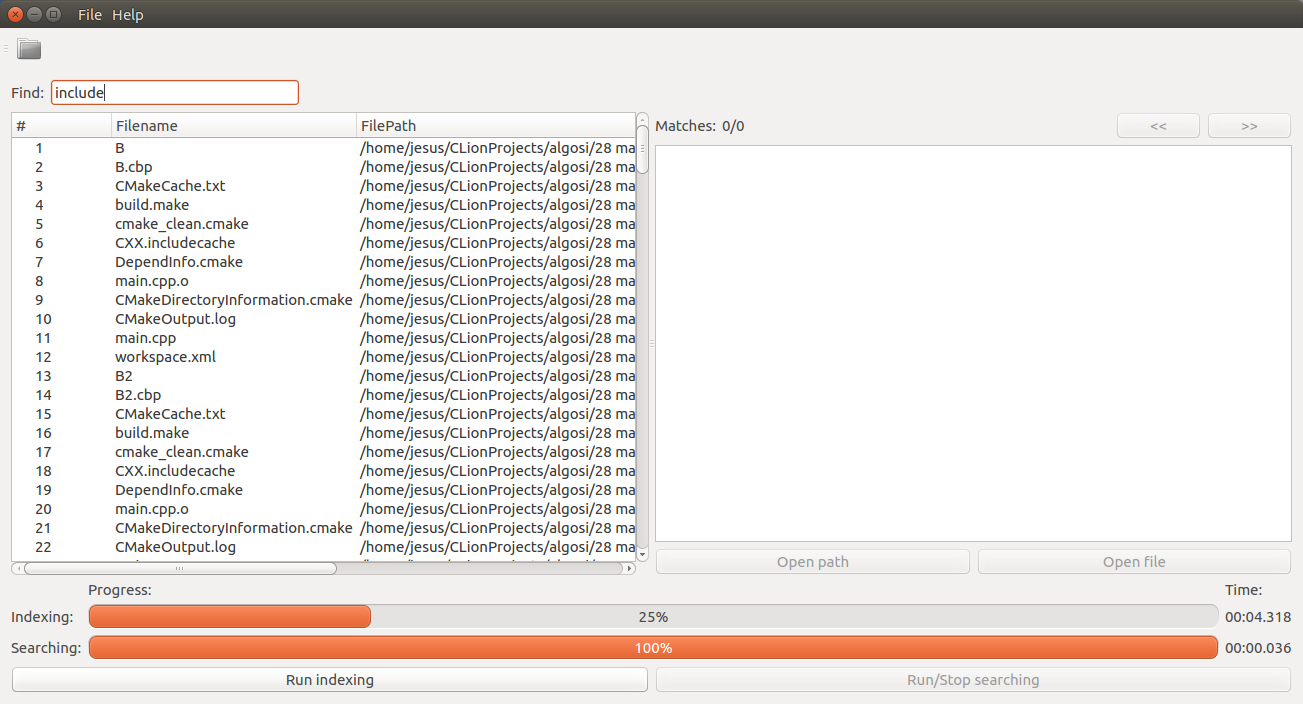 File Help
Find: include
# Filename FilePath
1 B /home/jesus/CLionProjects/algosi/28 ma
2 B.cbp /home/jesus/CLionProjects/algosi/28 ma
3 CMakeCache.txt /home/jesus/CLionProjects/algosi/28 ma
4 build.make /home/jesus/CLionProjects/algosi/28 ma
5 cmake_clean.cmake /home/jesus/CLionProjects/algosi/28 ma
6 CXX.includecache /home/jesus/CLionProjects/algosi/28 ma
7 DependInfo.cmake /home/jesus/CLionProjects/algosi/28 ma
8 main.cpp.o /home/jesus/CLionProjects/algosi/28 ma
9 CMakeDirectoryInformation.cmake /home/jesus/CLionProjects/algosi/28 ma
10 CMakeOutput.log /home/jesus/CLionProjects/algosi/28 ma
11 main.cpp /home/jesus/CLionProjects/algosi/28 ma
12 workspace.xml /home/jesus/CLionProjects/algosi/28 ma
13 B2 /home/jesus/CLionProjects/algosi/28 ma
14 B2.cbp /home/jesus/CLionProjects/algosi/28 ma
15 CMakeCache.txt /home/jesus/CLionProjects/algosi/28 ma
16 build.make /home/jesus/CLionProjects/algosi/28 ma
17 cmake_clean.cmake /home/jesus/CLionProjects/algosi/28 ma
18 CXX.includecache /home/jesus/CLionProjects/algosi/28 ma
19 DependInfo.cmake /home/jesus/CLionProjects/algosi/28 ma
20 main.cpp.o /home/jesus/CLionProjects/algosi/28 ma
21 CMakeDirectoryInformation.cmake /home/jesus/CLionProjects/algosi/28 ma
22 CMakeOutput.log /home/jesus/CLionProjects/algosi/28 ma
Matches: 0/0 << >>
Open path Open file
Progress: Time:
Indexing: 25% 00:04.318
Searching: 100% 00:00.036
Run indexing Run/Stop searching